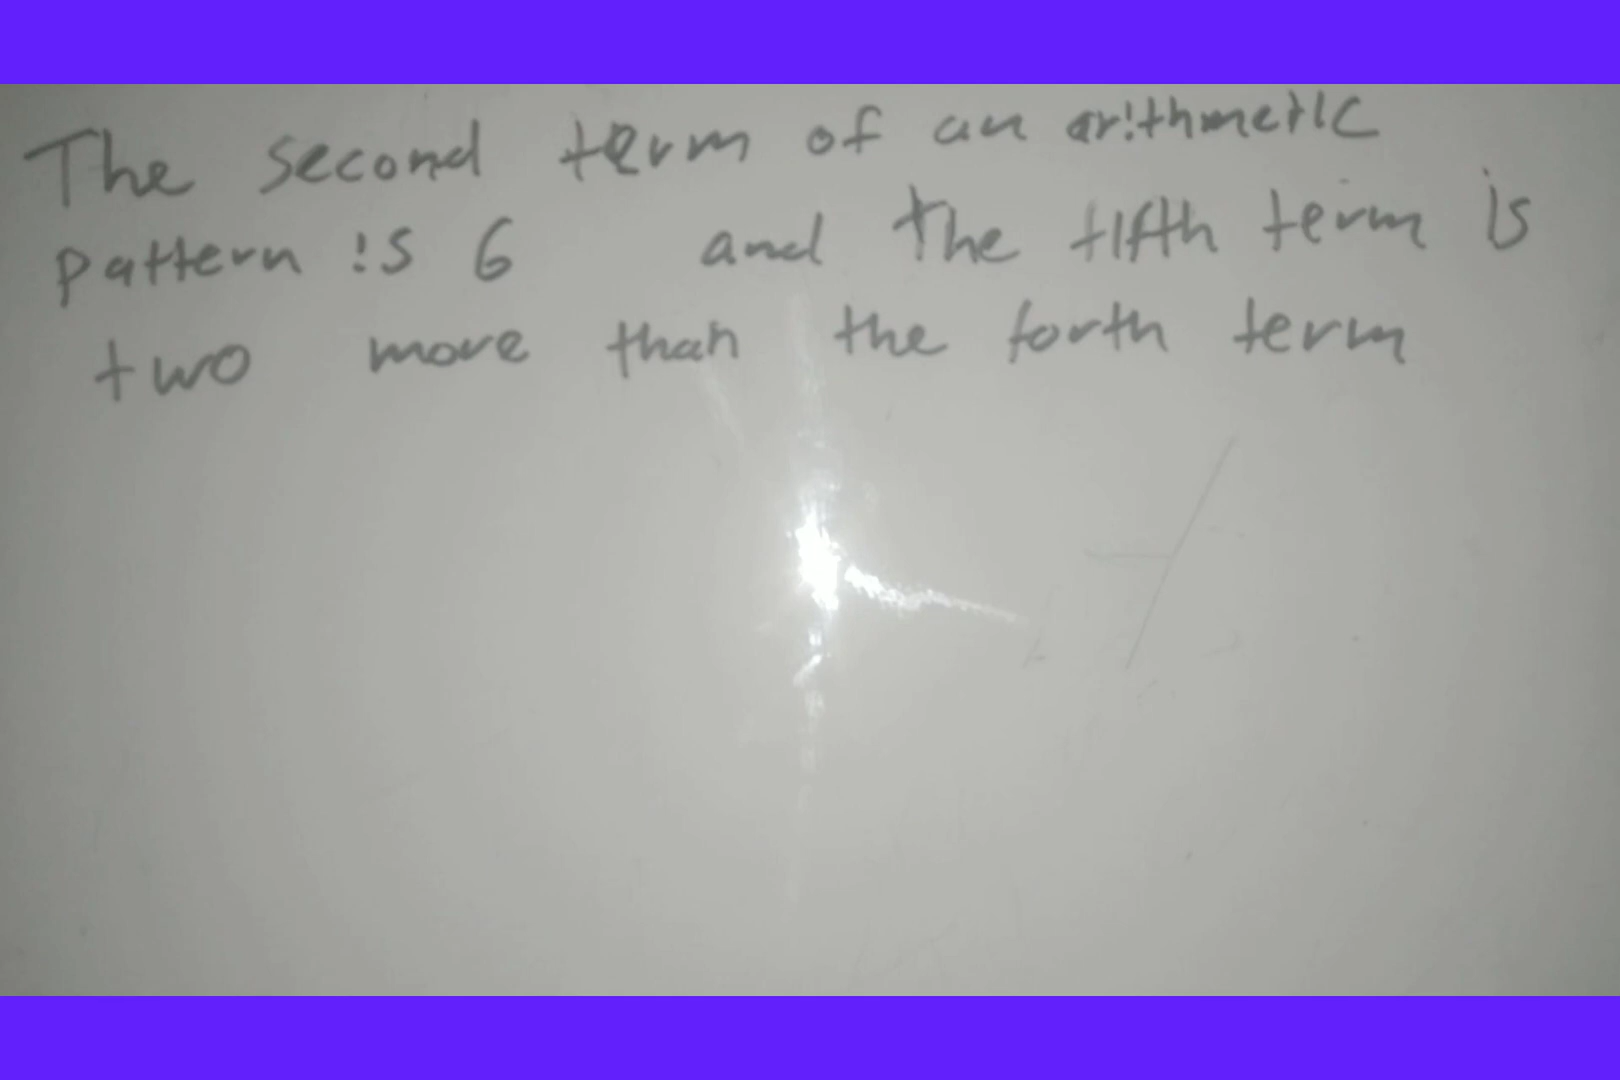 The second term of an arithmetic
pattern is 6 and the fifth term is
two more than the forth term